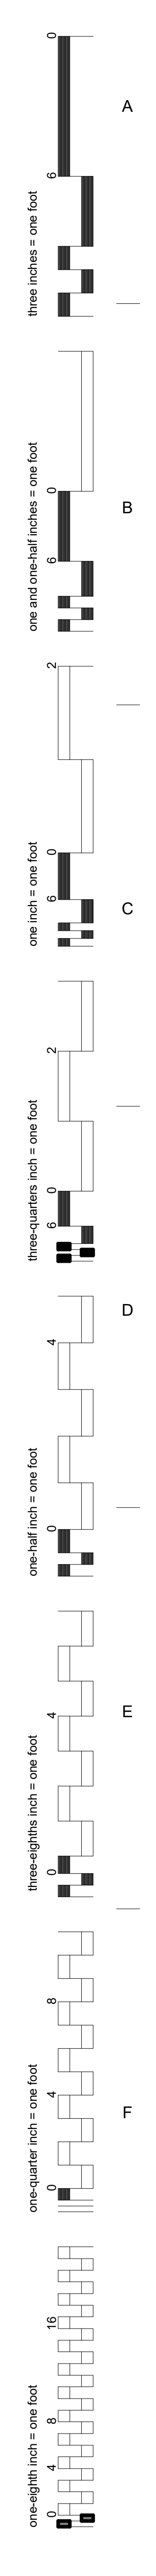 three inches = one foot
6
0
A
one and one-half inches = one foot
6
0
B
one inch = one foot
6
0
2
C
three-quarters inch = one foot
6
0
2
D
one-half inch = one foot
0
4
E
three-eighths inch = one foot
0
4
F
one-quarter inch = one foot
0
4
8
one-eighth inch = one foot
0
4
8
16